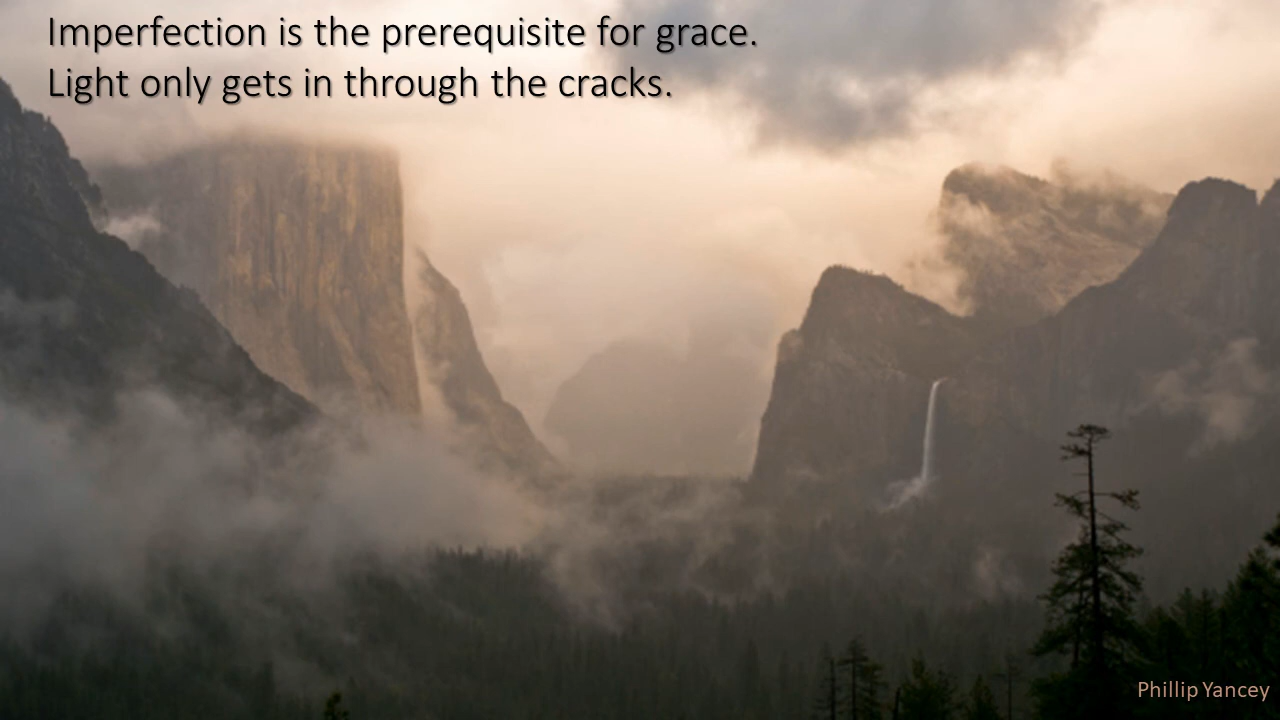 Imperfection is the prerequisite for grace.
Light only gets in through the cracks.
Phillip Yancey